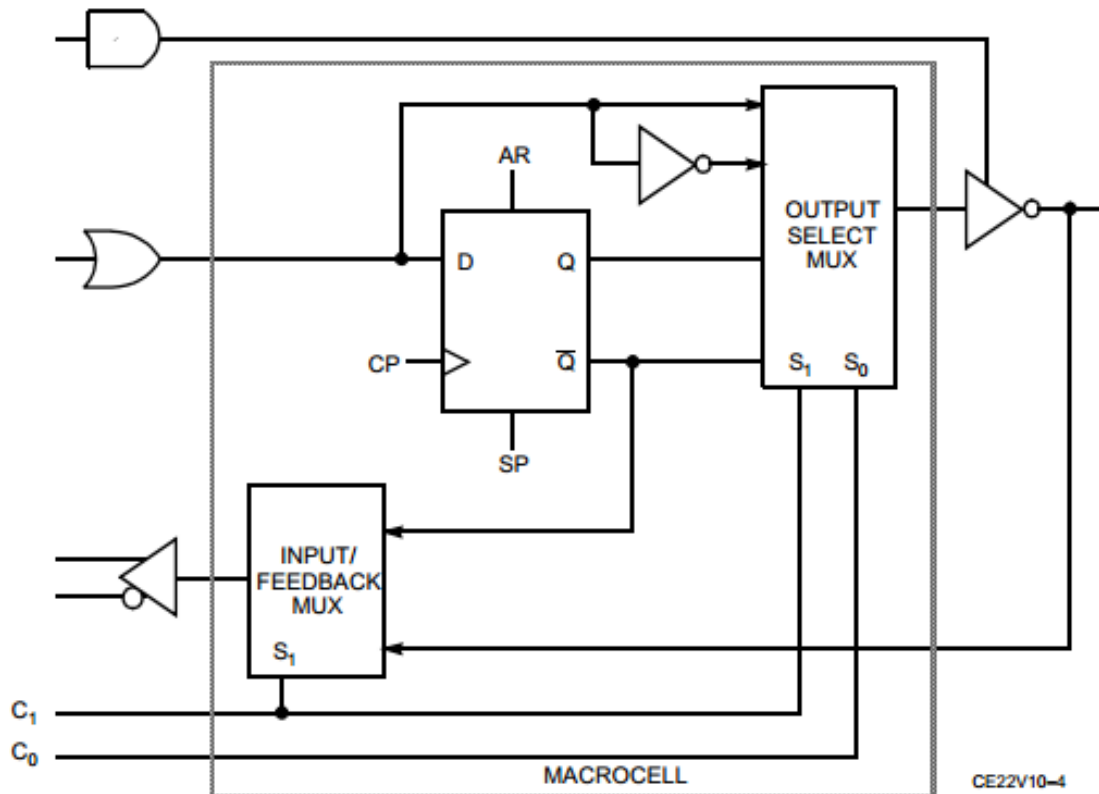 AR
OUTPUT
SELECT
MUX
D Q
CP Q̅
S₁ S₀
SP
INPUT/
FEEDBACK
MUX
S₁
C₁
C₀
MACROCELL
CE22V10–4